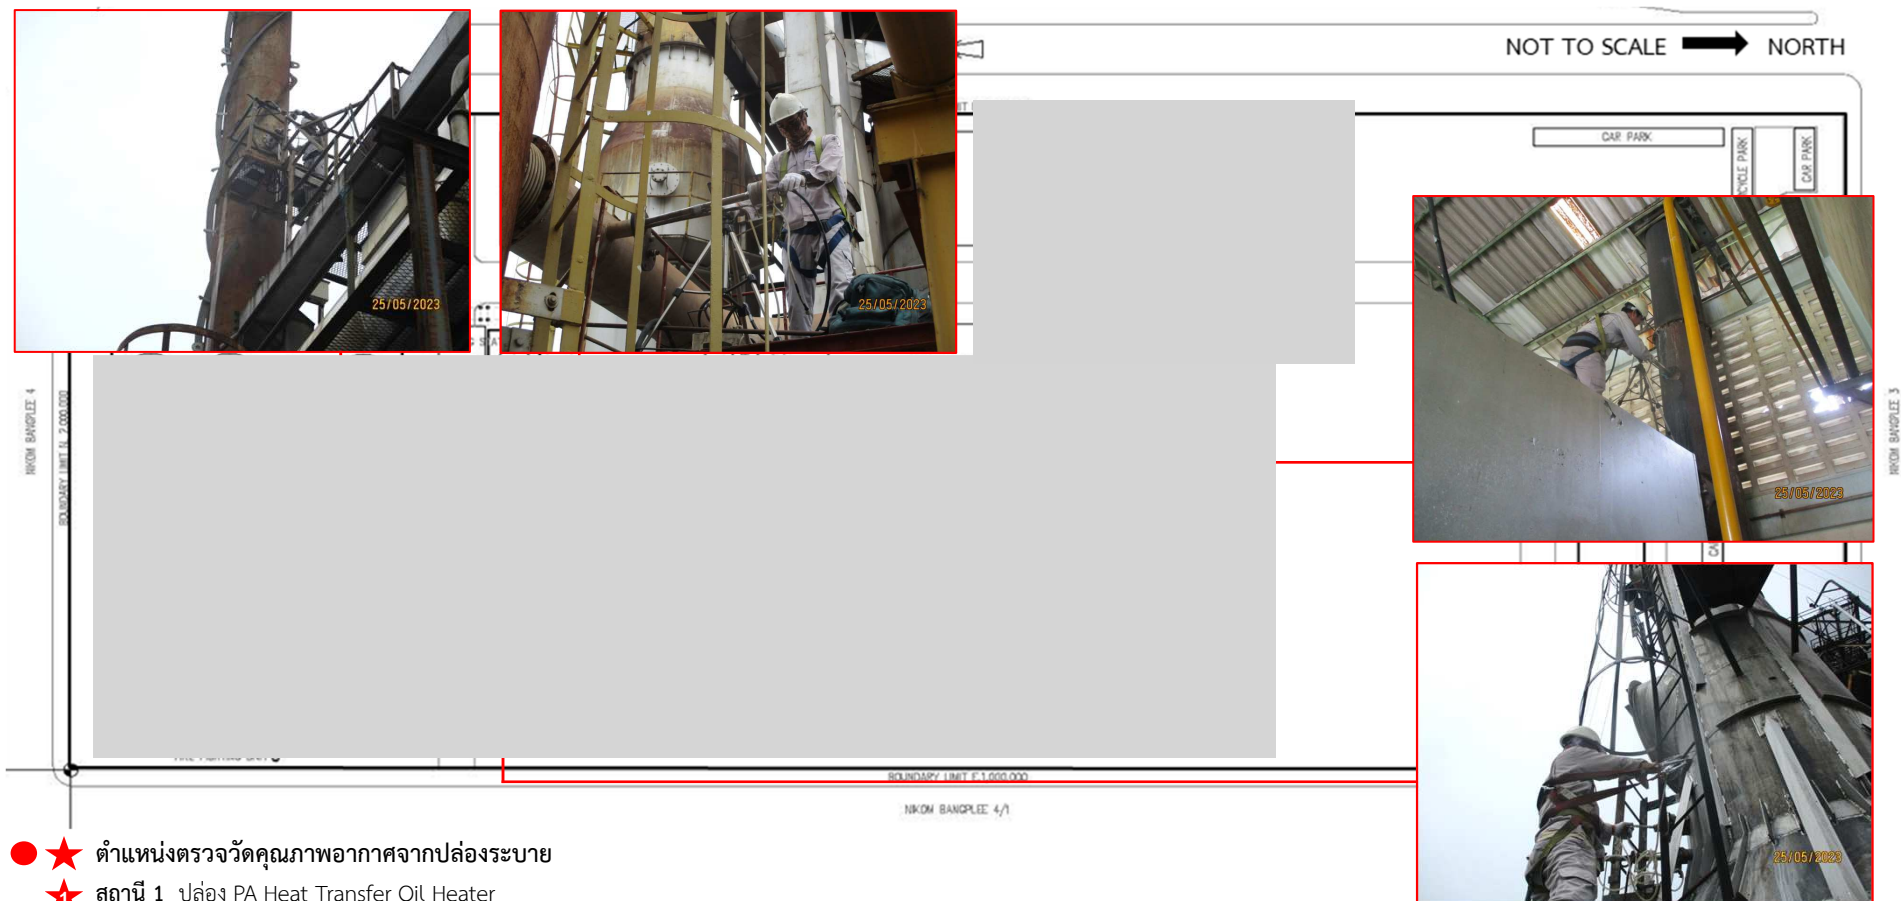 NOT TO SCALE NORTH
CAR PARK
CAR PARK
25/05/2023
25/05/2023
25/05/2023
NIKOM BANGPLEE 4
BOUNDARY LIMIT N. 2.000.000
NIKOM BANGPLEE 3
BOUNDARY LIMIT E.1.000.000
NIKOM BANGPLEE 4/1
25/05/2023
ตำแหน่งตรวจวัดคุณภาพอากาศจากปล่องระบาย
1 สถานี 1 ปล่อง PA Heat Transfer Oil Heater